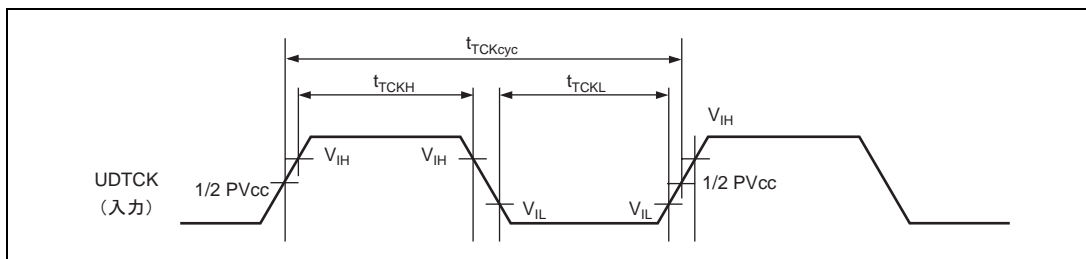 tTCKcyc
tTCKH
tTCKL
VIH
VIH
VIH
1/2 PVcc
1/2 PVcc
UDTCK
（入力）
VIL
VIL